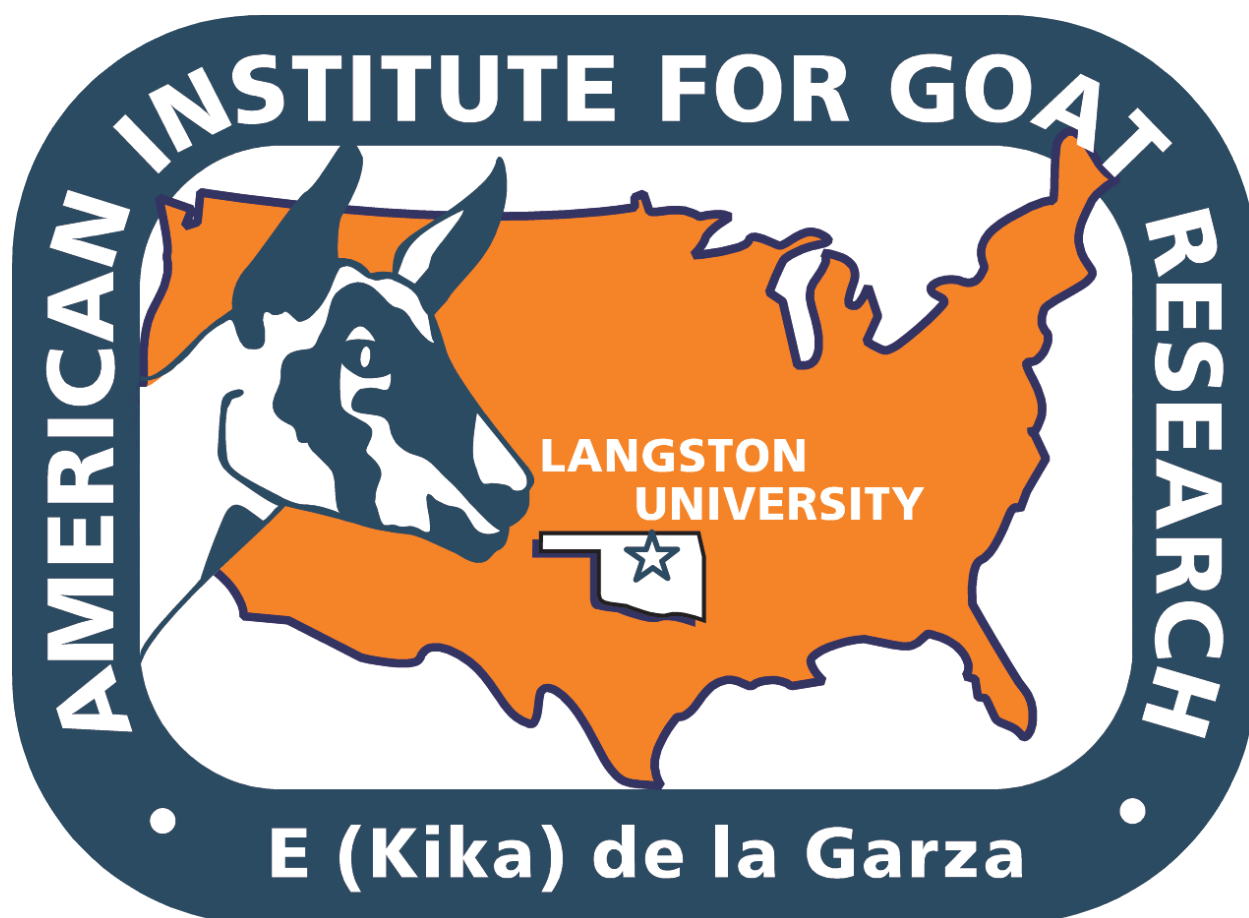 AMERICAN INSTITUTE FOR GOAT RESEARCH
LANGSTON
UNIVERSITY
E (Kika) de la Garza